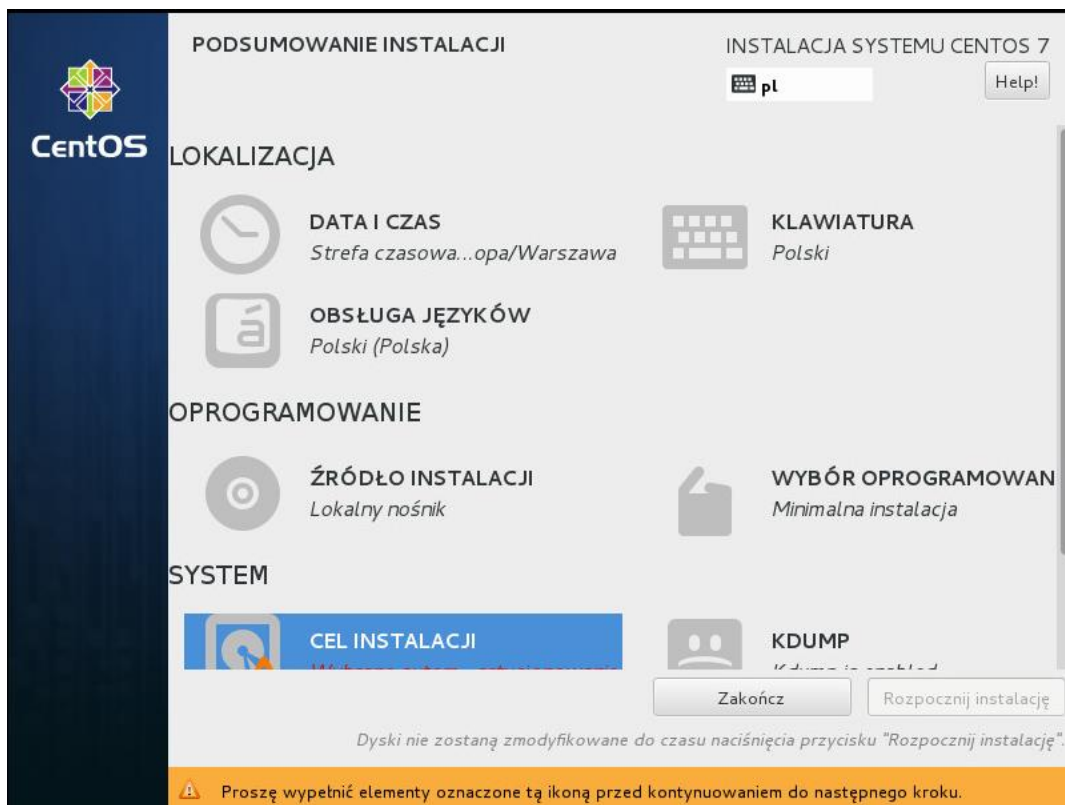 PODSUMOWANIE INSTALACJI
INSTALACJA SYSTEMU CENTOS 7
pl
Help!
CentOS
LOKALIZACJA
DATA I CZAS
Strefa czasowa...opa/Warszawa
KLAWIATURA
Polski
OBSŁUGA JĘZYKÓW
Polski (Polska)
OPROGRAMOWANIE
ŹRÓDŁO INSTALACJI
Lokalny nośnik
WYBÓR OPROGRAMOWAN
Minimalna instalacja
SYSTEM
CEL INSTALACJI
KDUMP
Kdump is enabled
Zakończ
Rozpocznij instalację
Dyski nie zostaną zmodyfikowane do czasu naciśnięcia przycisku "Rozpocznij instalację".
Proszę wypełnić elementy oznaczone tą ikoną przed kontynuowaniem do następnego kroku.